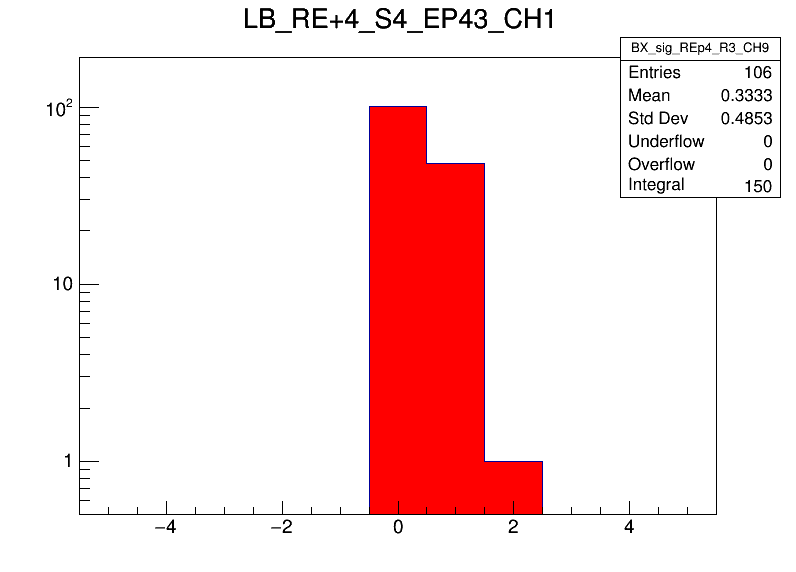 LB_RE+4_S4_EP43_CH1
BX_sig_REp4_R3_CH9
Entries 106
Mean 0.3333
Std Dev 0.4853
Underflow 0
Overflow 0
Integral 150
10²
10
1
−4 −2 0 2 4